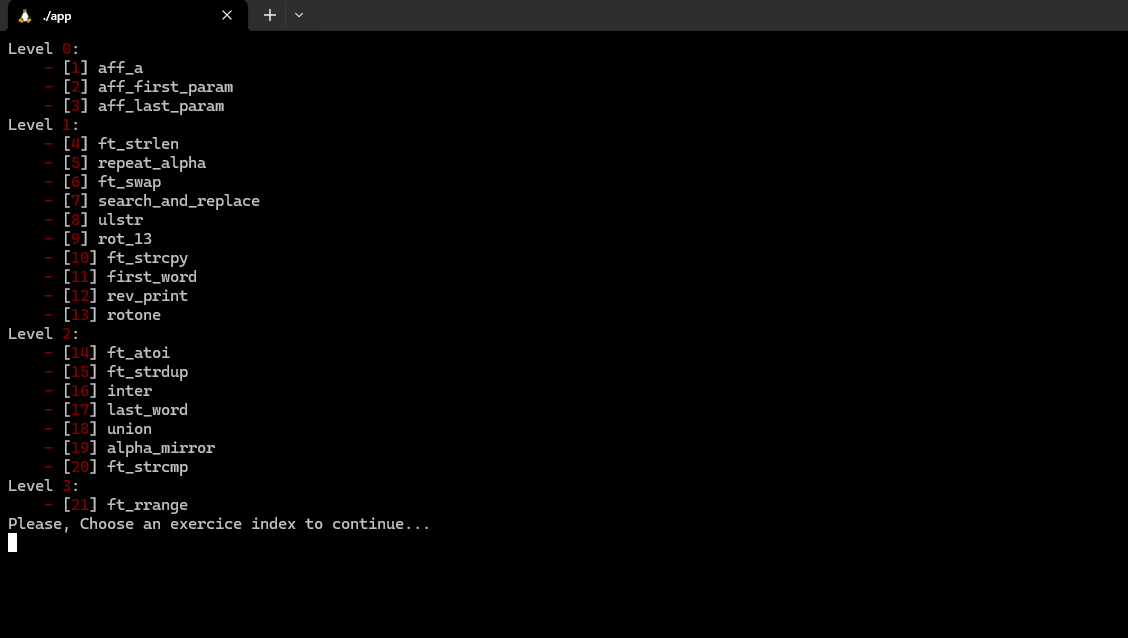 ./app
Level 0:
- [1] aff_a
- [2] aff_first_param
- [3] aff_last_param
Level 1:
- [4] ft_strlen
- [5] repeat_alpha
- [6] ft_swap
- [7] search_and_replace
- [8] ulstr
- [9] rot_13
- [10] ft_strcpy
- [11] first_word
- [12] rev_print
- [13] rotone
Level 2:
- [14] ft_atoi
- [15] ft_strdup
- [16] inter
- [17] last_word
- [18] union
- [19] alpha_mirror
- [20] ft_strcmp
Level 3:
- [21] ft_rrange
Please, Choose an exercice index to continue...